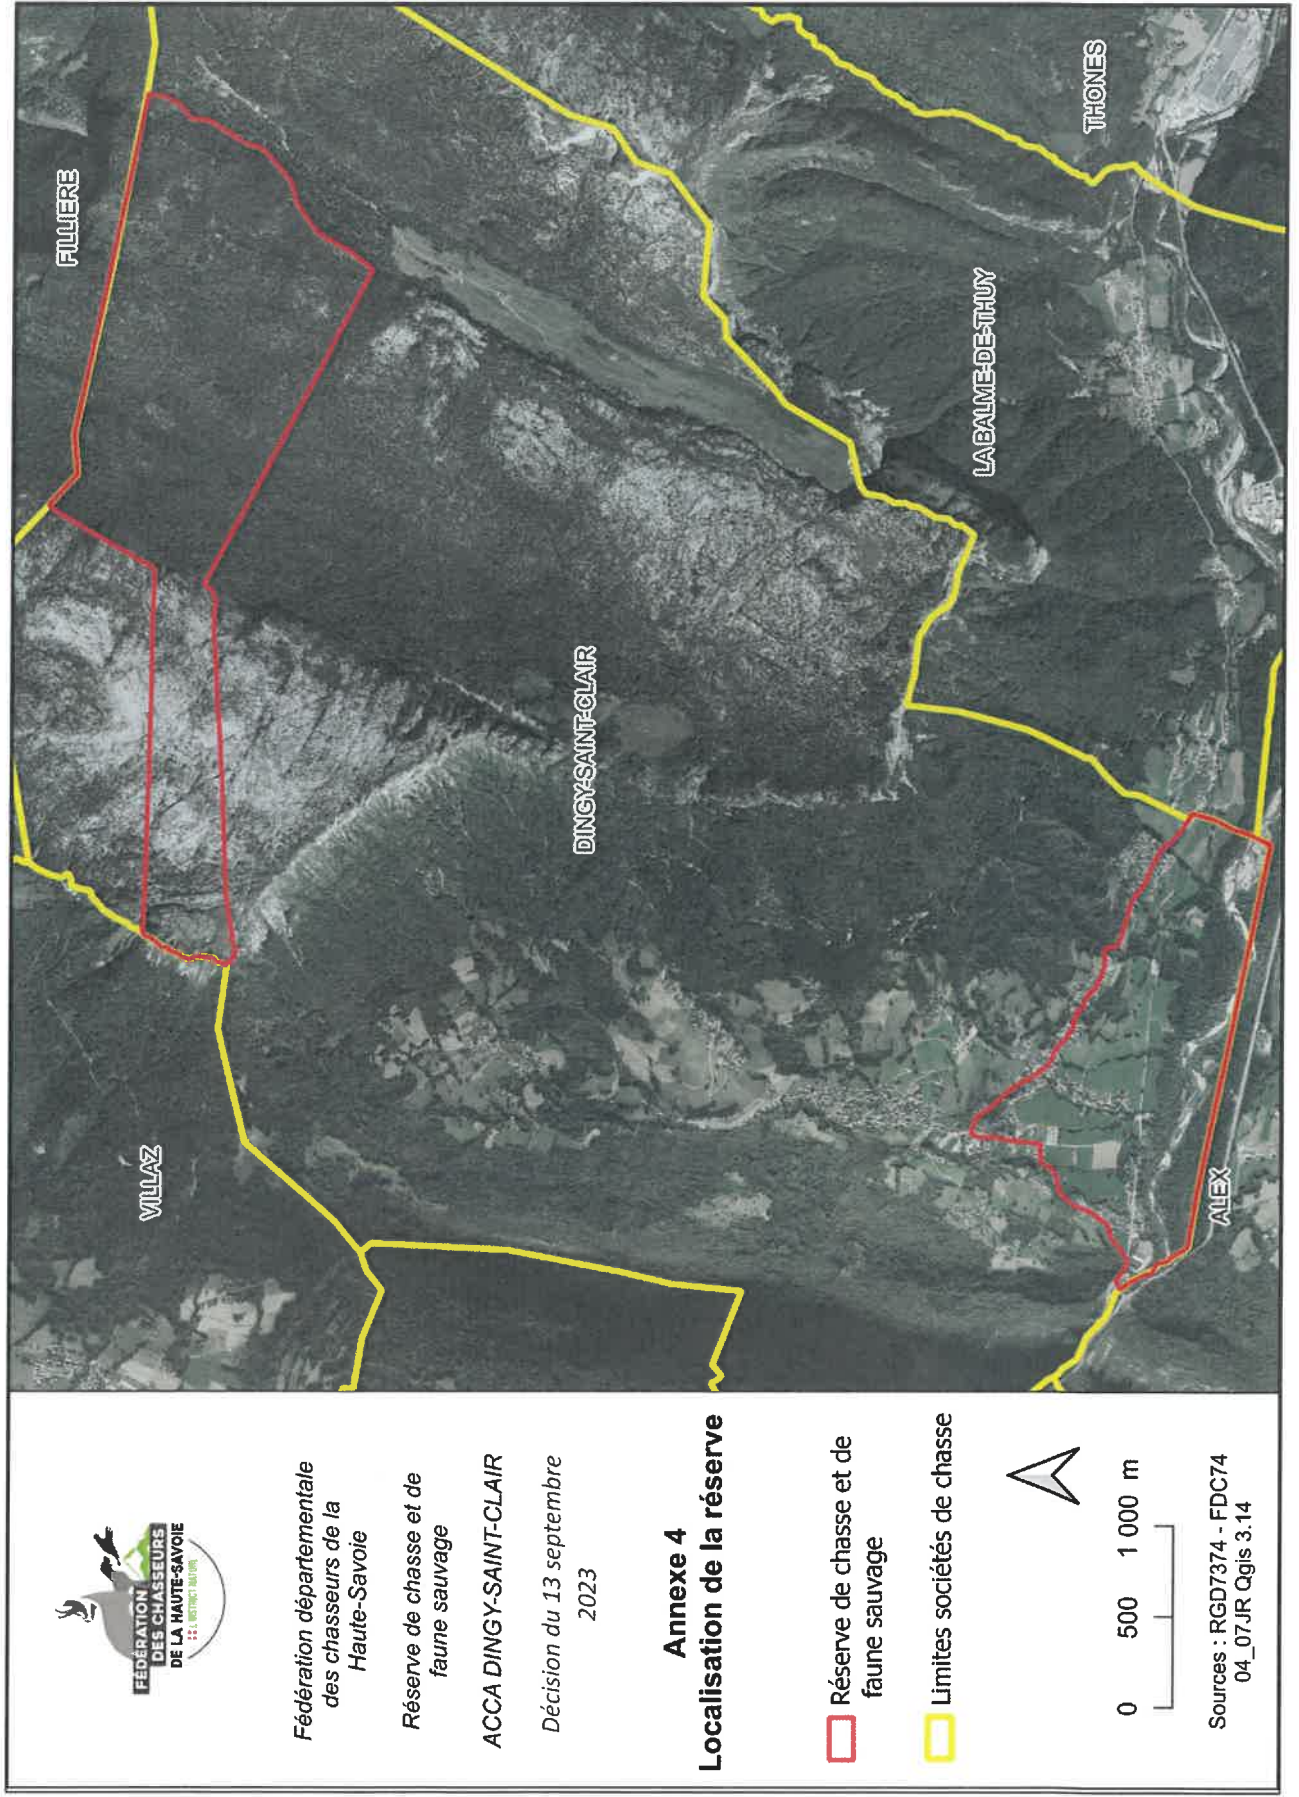 FÉDÉRATION
DES CHASSEURS
DE LA HAUTE-SAVOIE
Fédération départementale
des chasseurs de la
Haute-Savoie
Réserve de chasse et de
faune sauvage
ACCA DINGY-SAINT-CLAIR
Décision du 13 septembre
2023
Annexe 4
Localisation de la réserve
Réserve de chasse et de
faune sauvage
Limites sociétés de chasse
0 500 1 000 m
Sources : RGD7374 - FDC74
04_07JR Qgis 3.14
VILLAZ
FILLIERE
DINGY-SAINT-CLAIR
LA BALME-DE-THUY
THONES
ALEX